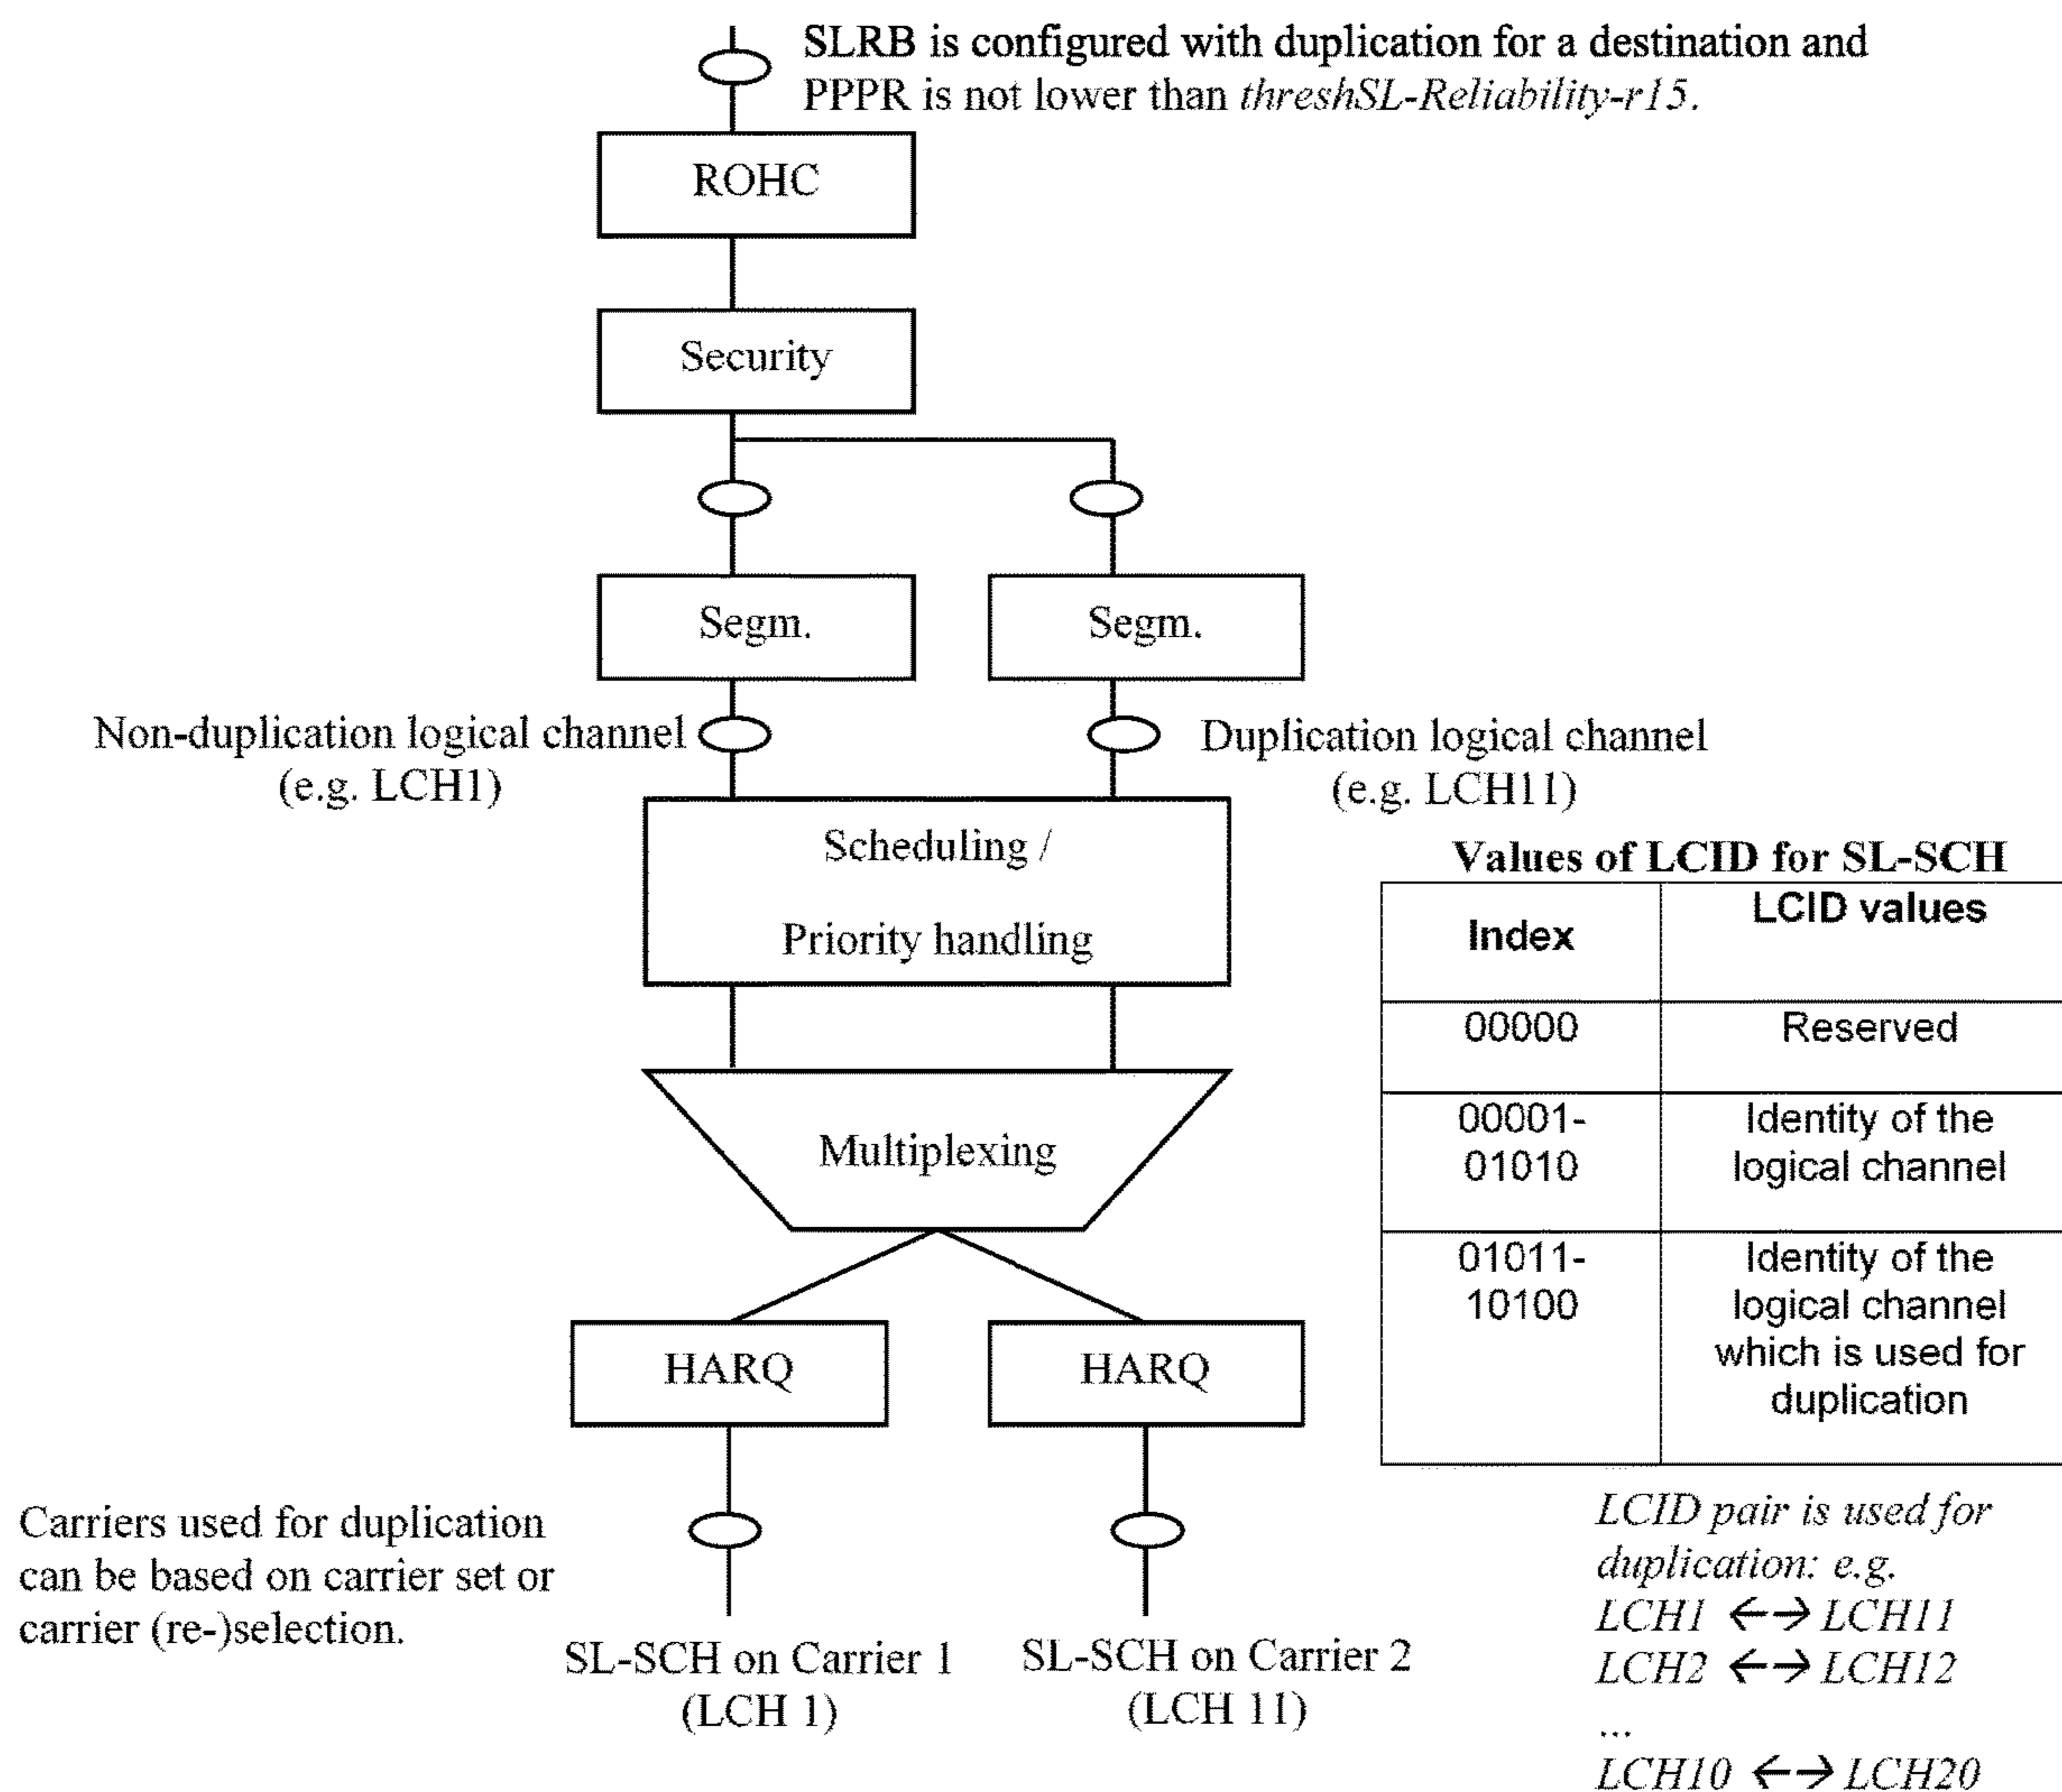 SLRB is configured with duplication for a destination and
PPPR is not lower than threshSL-Reliability-r15.
ROHC
Security
Segm.
Segm.
Non-duplication logical channel
(e.g. LCH1)
Duplication logical channel
(e.g. LCH11)
Scheduling /
Priority handling
Multiplexing
HARQ
HARQ
Carriers used for duplication
can be based on carrier set or
carrier (re-)selection.
SL-SCH on Carrier 1
(LCH 1)
SL-SCH on Carrier 2
(LCH 11)
Values of LCID for SL-SCH
Index
LCID values
00000
Reserved
00001-
01010
Identity of the
logical channel
01011-
10100
Identity of the
logical channel
which is used for
duplication
LCID pair is used for
duplication: e.g.
LCH1 ←→ LCH11
LCH2 ←→ LCH12
...
LCH10 ←→ LCH20